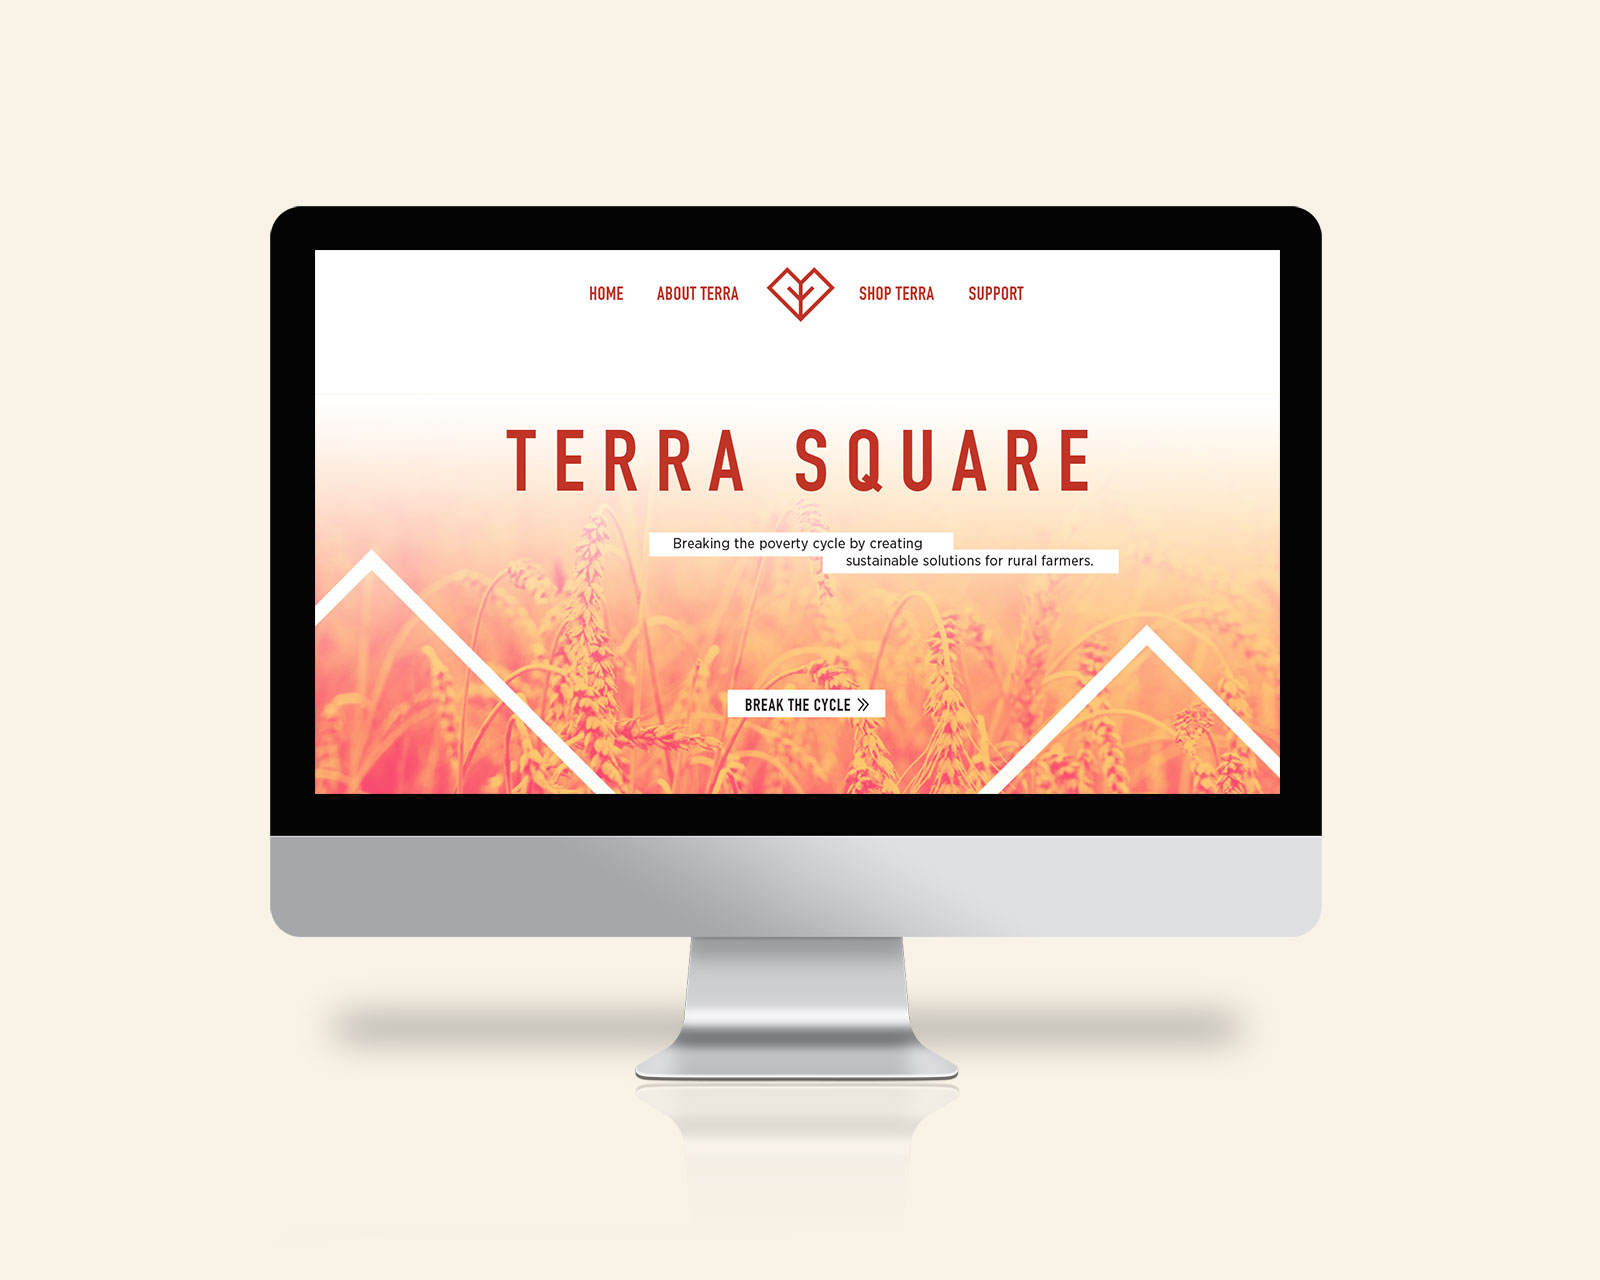 HOME ABOUT TERRA SHOP TERRA SUPPORT
TERRA SQUARE
Breaking the poverty cycle by creating
sustainable solutions for rural farmers.
BREAK THE CYCLE